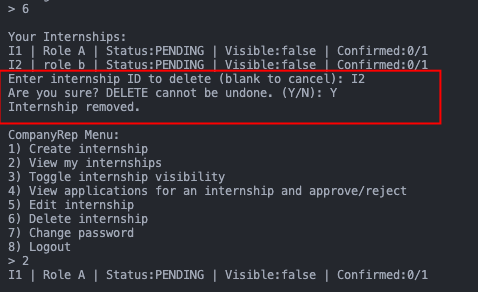 > 6
Your Internships:
I1 | Role A | Status:PENDING | Visible:false | Confirmed:0/1
I2 | role b | Status:PENDING | Visible:false | Confirmed:0/1
Enter internship ID to delete (blank to cancel): I2
Are you sure? DELETE cannot be undone. (Y/N): Y
Internship removed.
CompanyRep Menu:
1) Create internship
2) View my internships
3) Toggle internship visibility
4) View applications for an internship and approve/reject
5) Edit internship
6) Delete internship
7) Change password
8) Logout
> 2
I1 | Role A | Status:PENDING | Visible:false | Confirmed:0/1